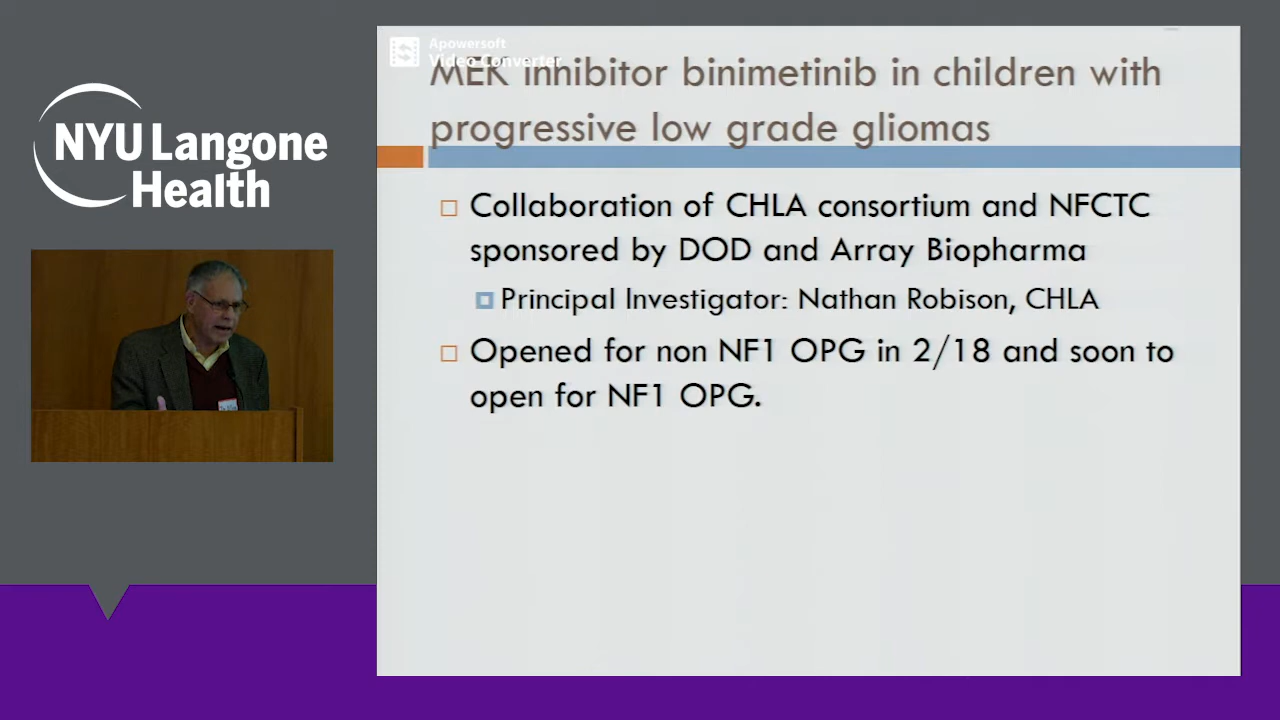 NYU Langone
Health
Apowersoft
Video Converter
MEK inhibitor binimetinib in children with
progressive low grade gliomas
Collaboration of CHLA consortium and NFCTC
sponsored by DOD and Array Biopharma
Principal Investigator: Nathan Robison, CHLA
Opened for non NF1 OPG in 2/18 and soon to
open for NF1 OPG.